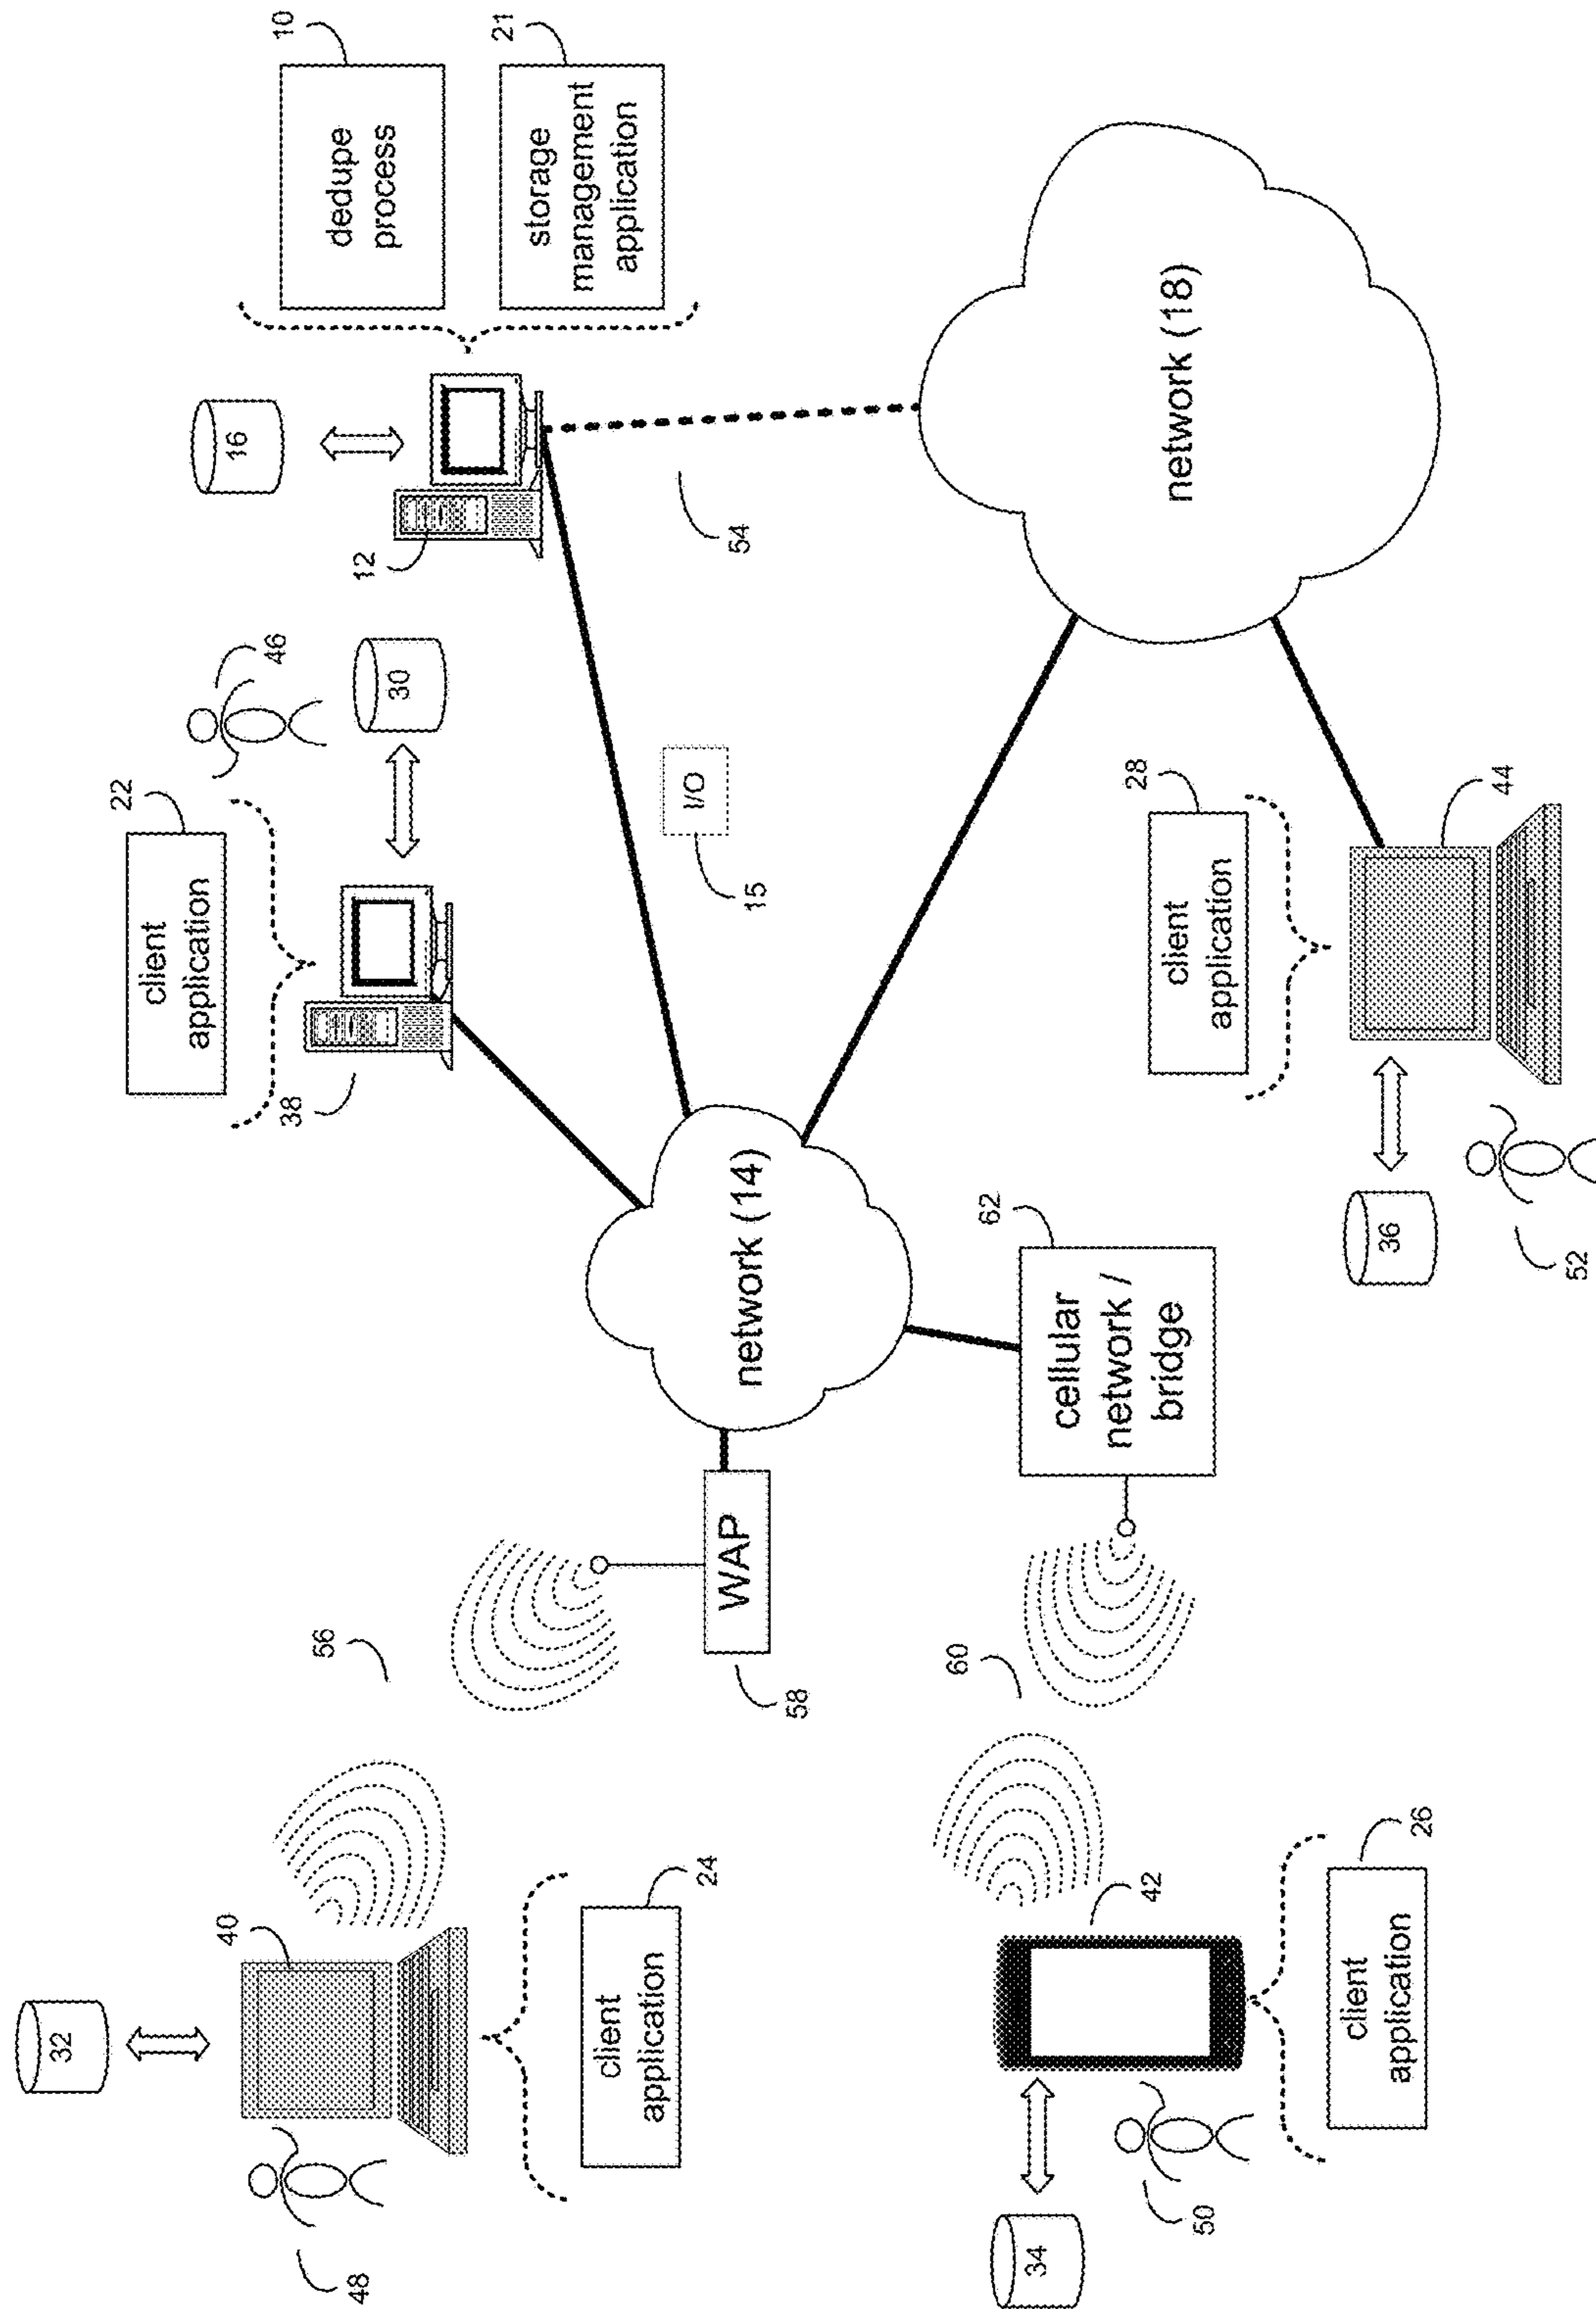 32
22
client
application
16
40
56
46
10
dedupe
process
48
38
30
12
21
storage
management
application
24
client
application
I/O
15
54
WAP
58
network (14)
60
62
cellular
network /
bridge
34
42
50
network (18)
28
client
application
26
client
application
36
44
52